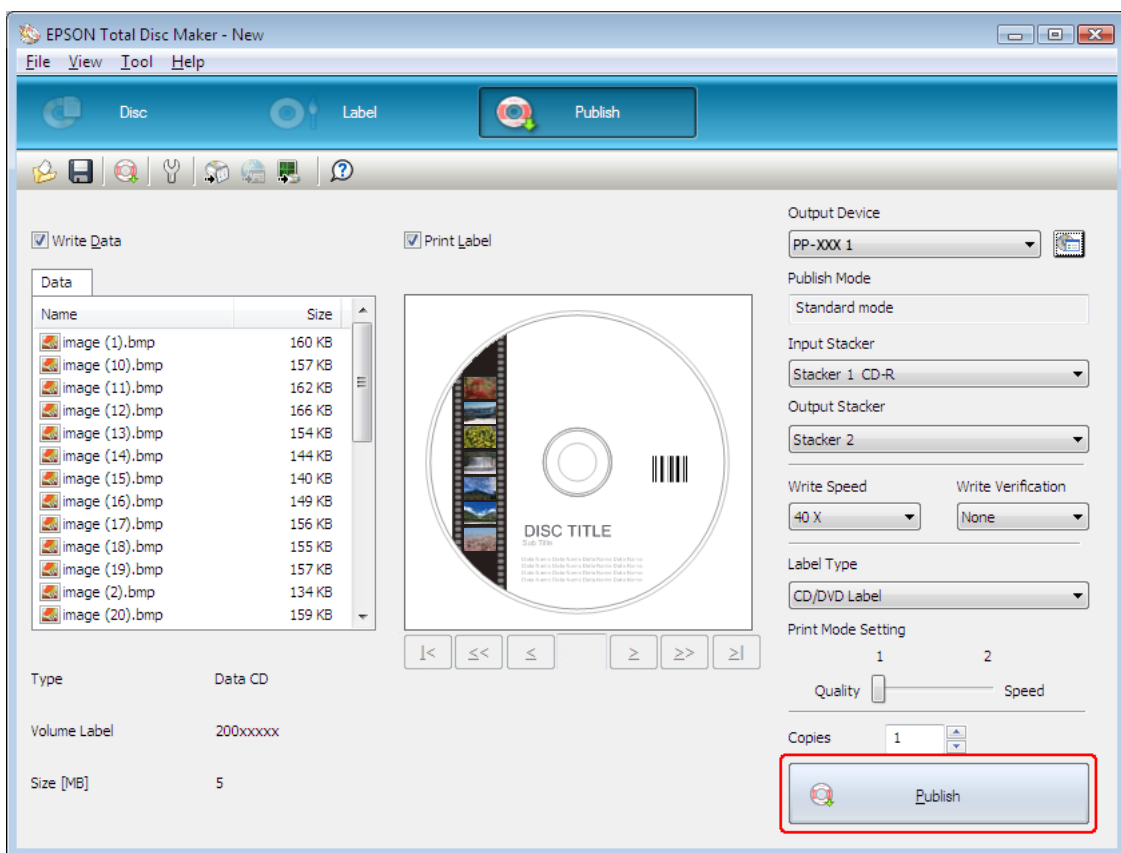 EPSON Total Disc Maker - New
File View Tool Help
Disc Label Publish
Write Data
Print Label
Data
Name Size
image (1).bmp 160 KB
image (10).bmp 157 KB
image (11).bmp 162 KB
image (12).bmp 166 KB
image (13).bmp 154 KB
image (14).bmp 144 KB
image (15).bmp 140 KB
image (16).bmp 149 KB
image (17).bmp 156 KB
image (18).bmp 155 KB
image (19).bmp 157 KB
image (2).bmp 134 KB
image (20).bmp 159 KB
DISC TITLE
Sub Title
|< << < > >> >|
Type Data CD
Volume Label 200xxxxx
Size [MB] 5
Output Device
PP-XXX 1
Publish Mode
Standard mode
Input Stacker
Stacker 1 CD-R
Output Stacker
Stacker 2
Write Speed Write Verification
40 X None
Label Type
CD/DVD Label
Print Mode Setting
1 2
Quality Speed
Copies 1
Publish